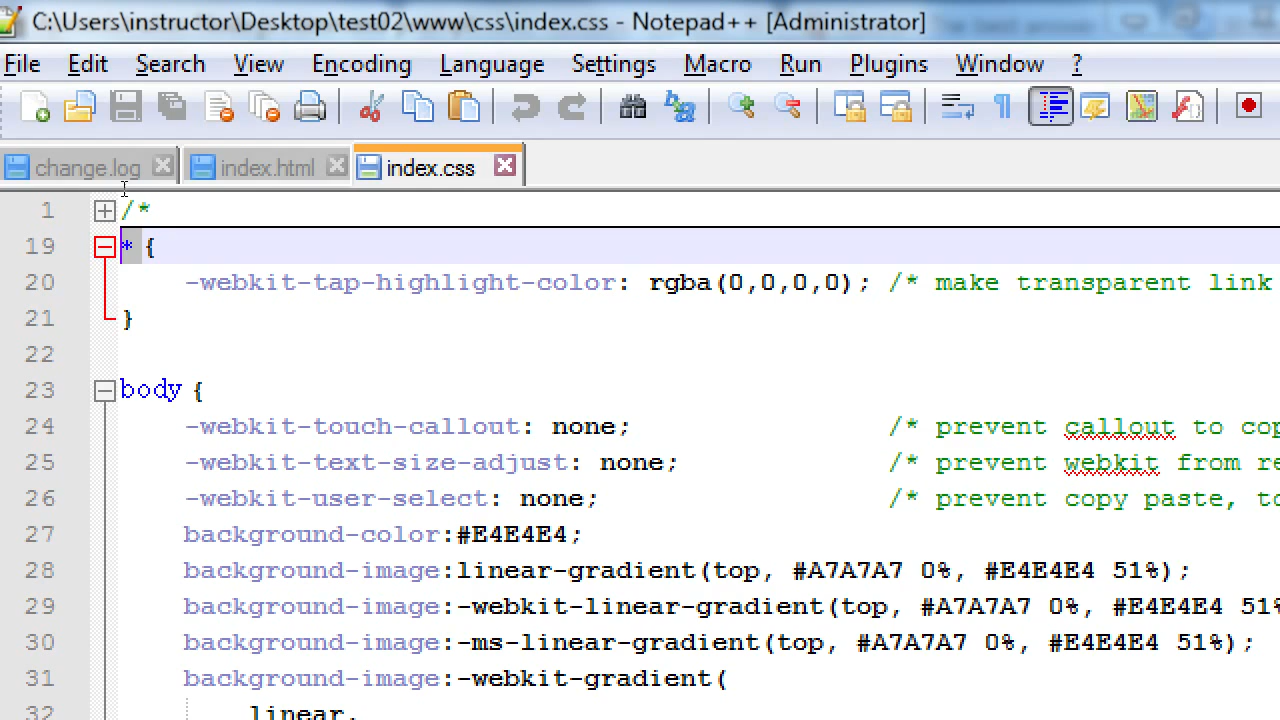 C:\Users\instructor\Desktop\test02\www\css\index.css - Notepad++ [Administrator]
File Edit Search View Encoding Language Settings Macro Run Plugins Window ?
change.log index.html index.css
1 /*
19 * {
20 -webkit-tap-highlight-color: rgba(0,0,0,0); /* make transparent link
21 }
22
23 body {
24 -webkit-touch-callout: none; /* prevent callout to cop
25 -webkit-text-size-adjust: none; /* prevent webkit from re
26 -webkit-user-select: none; /* prevent copy paste, to
27 background-color:#E4E4E4;
28 background-image:linear-gradient(top, #A7A7A7 0%, #E4E4E4 51%);
29 background-image:-webkit-linear-gradient(top, #A7A7A7 0%, #E4E4E4 51%
30 background-image:-ms-linear-gradient(top, #A7A7A7 0%, #E4E4E4 51%);
31 background-image:-webkit-gradient(
32 linear,